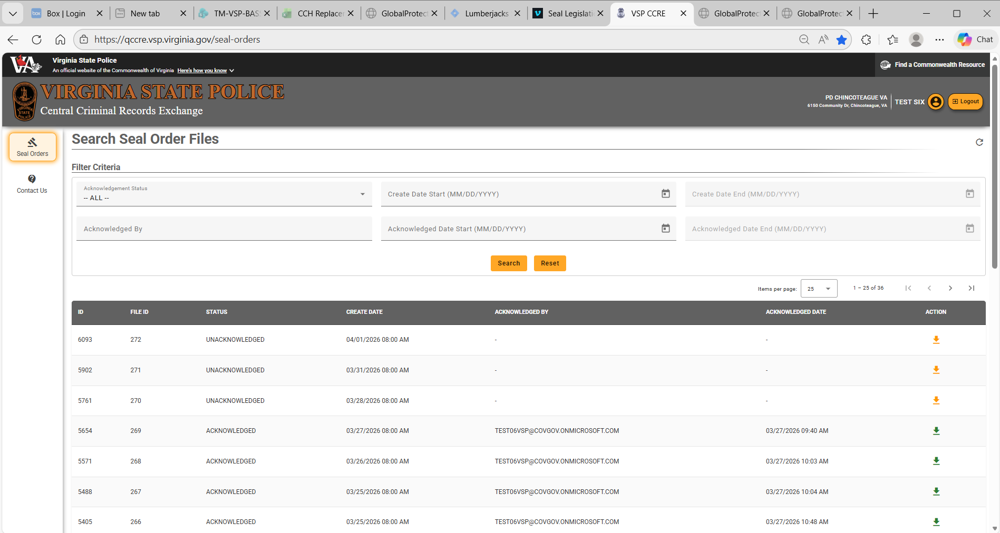 box Box | Login
New tab
TM-VSP-BAS
CCH Replacer
GlobalProtect
Lumberjacks
Seal Legislati
VSP CCRE
GlobalProtect
GlobalProtec
https://qccre.vsp.virginia.gov/seal-orders
Chat
VA
Virginia State Police
An official website of the Commonwealth of Virginia Here's how you know
Find a Commonwealth Resource
VIRGINIA STATE POLICE
Central Criminal Records Exchange
VIRGINIA
STATE
POLICE
PD CHINCOTEAGUE VA
6150 Community Dr, Chincoteague, VA
TEST SIX
Logout
Seal Orders
Contact Us
Search Seal Order Files
Filter Criteria
Acknowledgement Status
-- ALL --
Create Date Start (MM/DD/YYYY)
Create Date End (MM/DD/YYYY)
Acknowledged By
Acknowledged Date Start (MM/DD/YYYY)
Acknowledged Date End (MM/DD/YYYY)
Search Reset
Items per page: 25 1 – 25 of 36
ID FILE ID STATUS CREATE DATE ACKNOWLEDGED BY ACKNOWLEDGED DATE ACTION
6093 272 UNACKNOWLEDGED 04/01/2026 08:00 AM - -
5902 271 UNACKNOWLEDGED 03/31/2026 08:00 AM - -
5761 270 UNACKNOWLEDGED 03/28/2026 08:00 AM - -
5654 269 ACKNOWLEDGED 03/27/2026 08:00 AM TEST06VSP@COVGOV.ONMICROSOFT.COM 03/27/2026 09:40 AM
5571 268 ACKNOWLEDGED 03/26/2026 08:00 AM TEST06VSP@COVGOV.ONMICROSOFT.COM 03/27/2026 10:03 AM
5488 267 ACKNOWLEDGED 03/25/2026 08:00 AM TEST06VSP@COVGOV.ONMICROSOFT.COM 03/27/2026 10:04 AM
5405 266 ACKNOWLEDGED 03/25/2026 08:00 AM TEST06VSP@COVGOV.ONMICROSOFT.COM 03/27/2026 10:48 AM